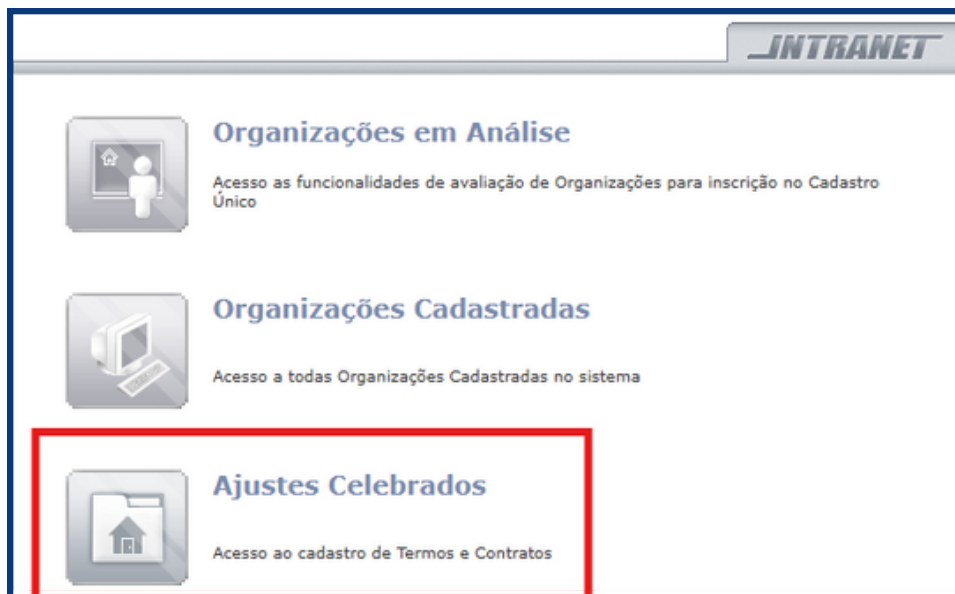 INTRANET
Organizações em Análise
Acesso as funcionalidades de avaliação de Organizações para inscrição no Cadastro
Único
Organizações Cadastradas
Acesso a todas Organizações Cadastradas no sistema
Ajustes Celebrados
Acesso ao cadastro de Termos e Contratos